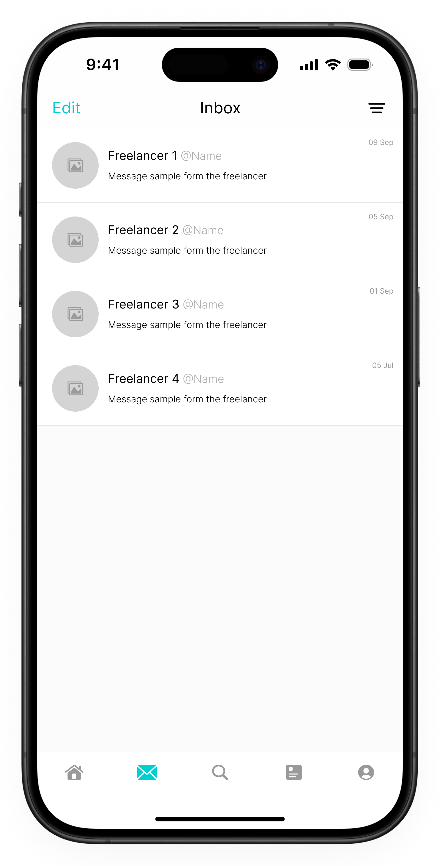 9:41
Edit
Inbox
09 Sep
Freelancer 1 @Name
Message sample form the freelancer
05 Sep
Freelancer 2 @Name
Message sample form the freelancer
01 Sep
Freelancer 3 @Name
Message sample form the freelancer
05 Jul
Freelancer 4 @Name
Message sample form the freelancer